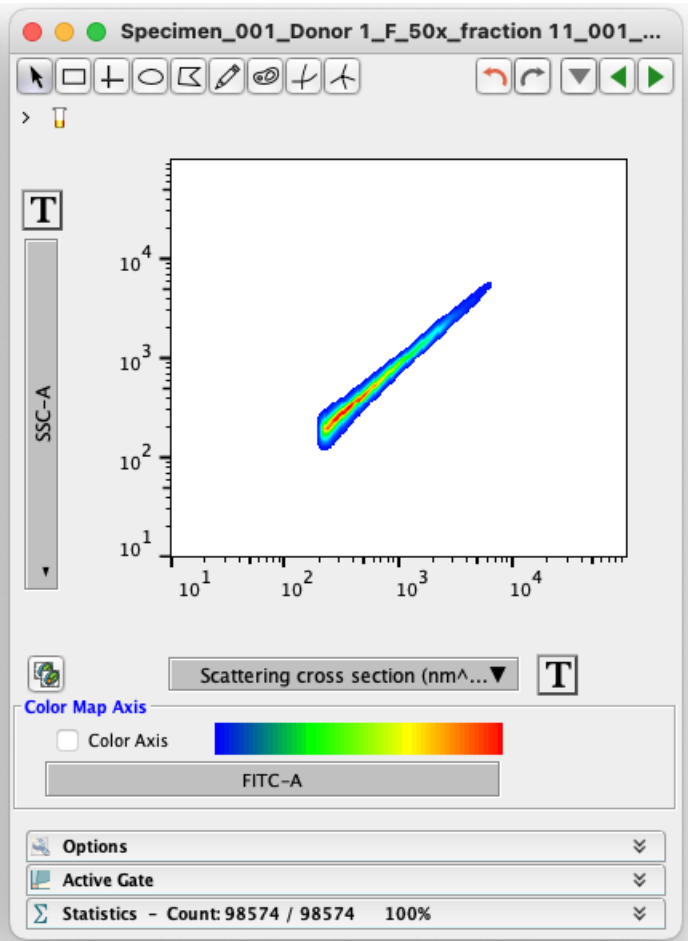 Specimen_001_Donor 1_F_50x_fraction 11_001_...
T
SSC-A
10^4
10^3
10^2
10^1
10^1 10^2 10^3 10^4
Scattering cross section (nm^... T
Color Map Axis
Color Axis
FITC-A
Options
Active Gate
Σ Statistics - Count: 98574 / 98574 100%